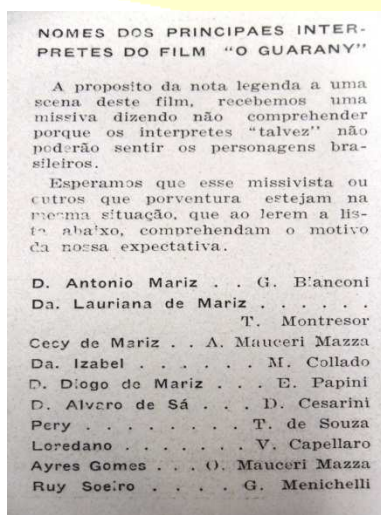 NOMES DOS PRINCIPAES INTER-
PRETES DO FILM "O GUARANY"
A proposito da nota legenda a uma
scena deste film, recebemos uma
missiva dizendo não comprehender
porque os interpretes "talvez" não
poderão sentir os personagens bra-
sileiros.
Esperamos que esse missivista ou
outros que porventura estejam na
mesma situação, que ao lerem a lis-
ta abaixo, comprehendam o motivo
da nossa expectativa.
D. Antonio Mariz . . G. Bianconi
Da. Lauriana de Mariz . . . . . .
T. Montresor
Cecy de Mariz . . A. Mauceri Mazza
Da. Izabel . . . . . . M. Collado
D. Diogo de Mariz . . . E. Papini
D. Alvaro de Sá . . . D. Cesarini
Pery . . . . . . . . T. de Souza
Loredano . . . . . . . V. Capellaro
Ayres Gomes . . . O. Mauceri Mazza
Ruy Soeiro . . . . . G. Menichelli